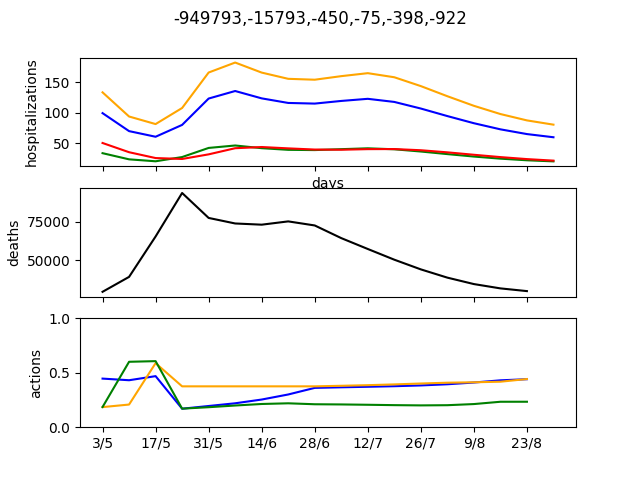 -949793,-15793,-450,-75,-398,-922
hospitalizations
150
100
50
days
deaths
75000
50000
actions
1.0
0.5
0.0
3/5 17/5 31/5 14/6 28/6 12/7 26/7 9/8 23/8